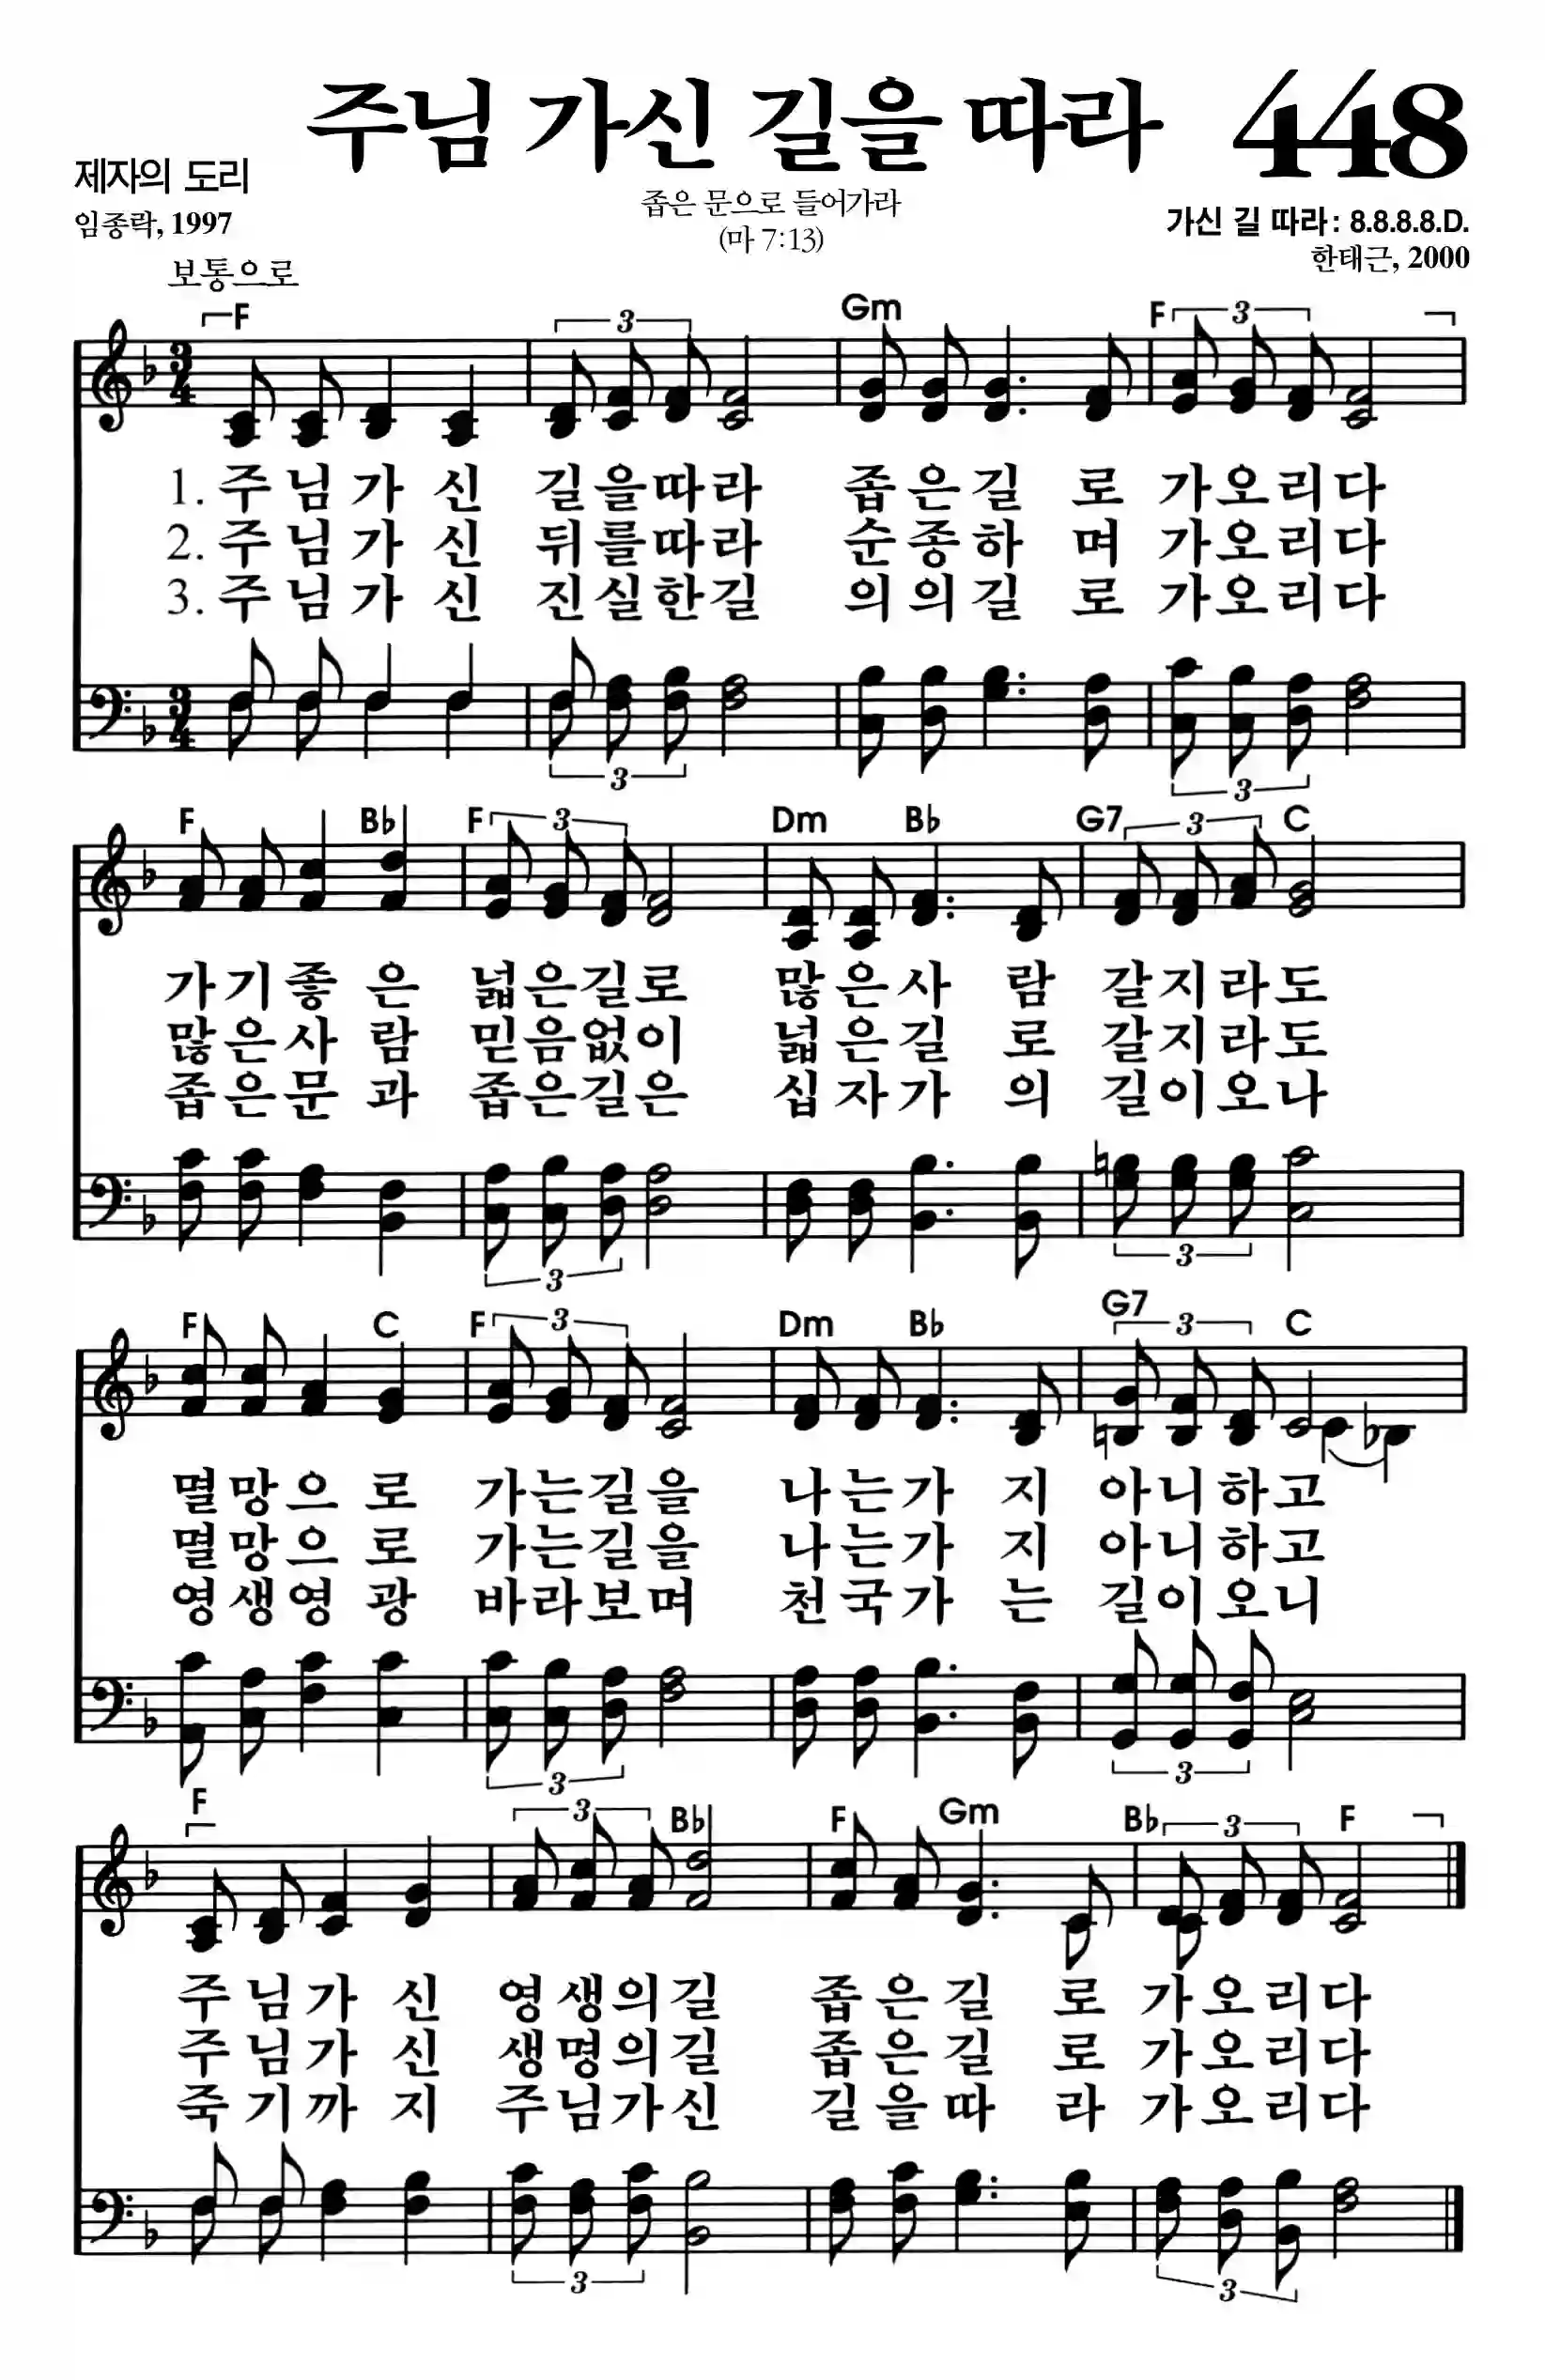 주님 가신 길을 따라 448
제자의 도리
임종락, 1997
좁은 문으로 들어가라
(마 7:13)
가신 길 따라: 8.8.8.8.D.
한태근, 2000
보통으로
F 3 Gm F 3
3/4
1. 주님가신 길을따라 좁은길로 가오리다
2. 주님가신 뒤를따라 순종하며 가오리다
3. 주님가신 진실한길 의의길로 가오리다
3/4
3 3
F B♭ F 3 Dm B♭ G7 3 C
가기좋은 넓은길로 많은사람 갈지라도
많은사람 믿음없이 넓은길로 갈지라도
좁은문과 좁은길은 십자가의 길이오나
3 3
F C F 3 Dm B♭ G7 3 C
멸망으로 가는길을 나는가지 아니하고
멸망으로 가는길을 나는가지 아니하고
영생영광 바라보며 천국가는 길이오니
3 3
F 3 B♭ F Gm B♭ 3 F
주님가신 영생의길 좁은길로 가오리다
주님가신 생명의길 좁은길로 가오리다
죽기까지 주님가신 길을따라 가오리다
3 3